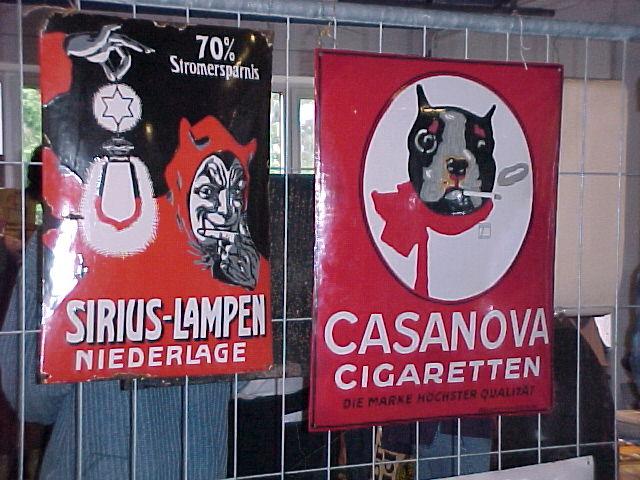 70%
Stromersparnis
SIRIUS-LAMPEN
NIEDERLAGE
CASANOVA
CIGARETTEN
DIE MARKE HÖCHSTER QUALITÄT